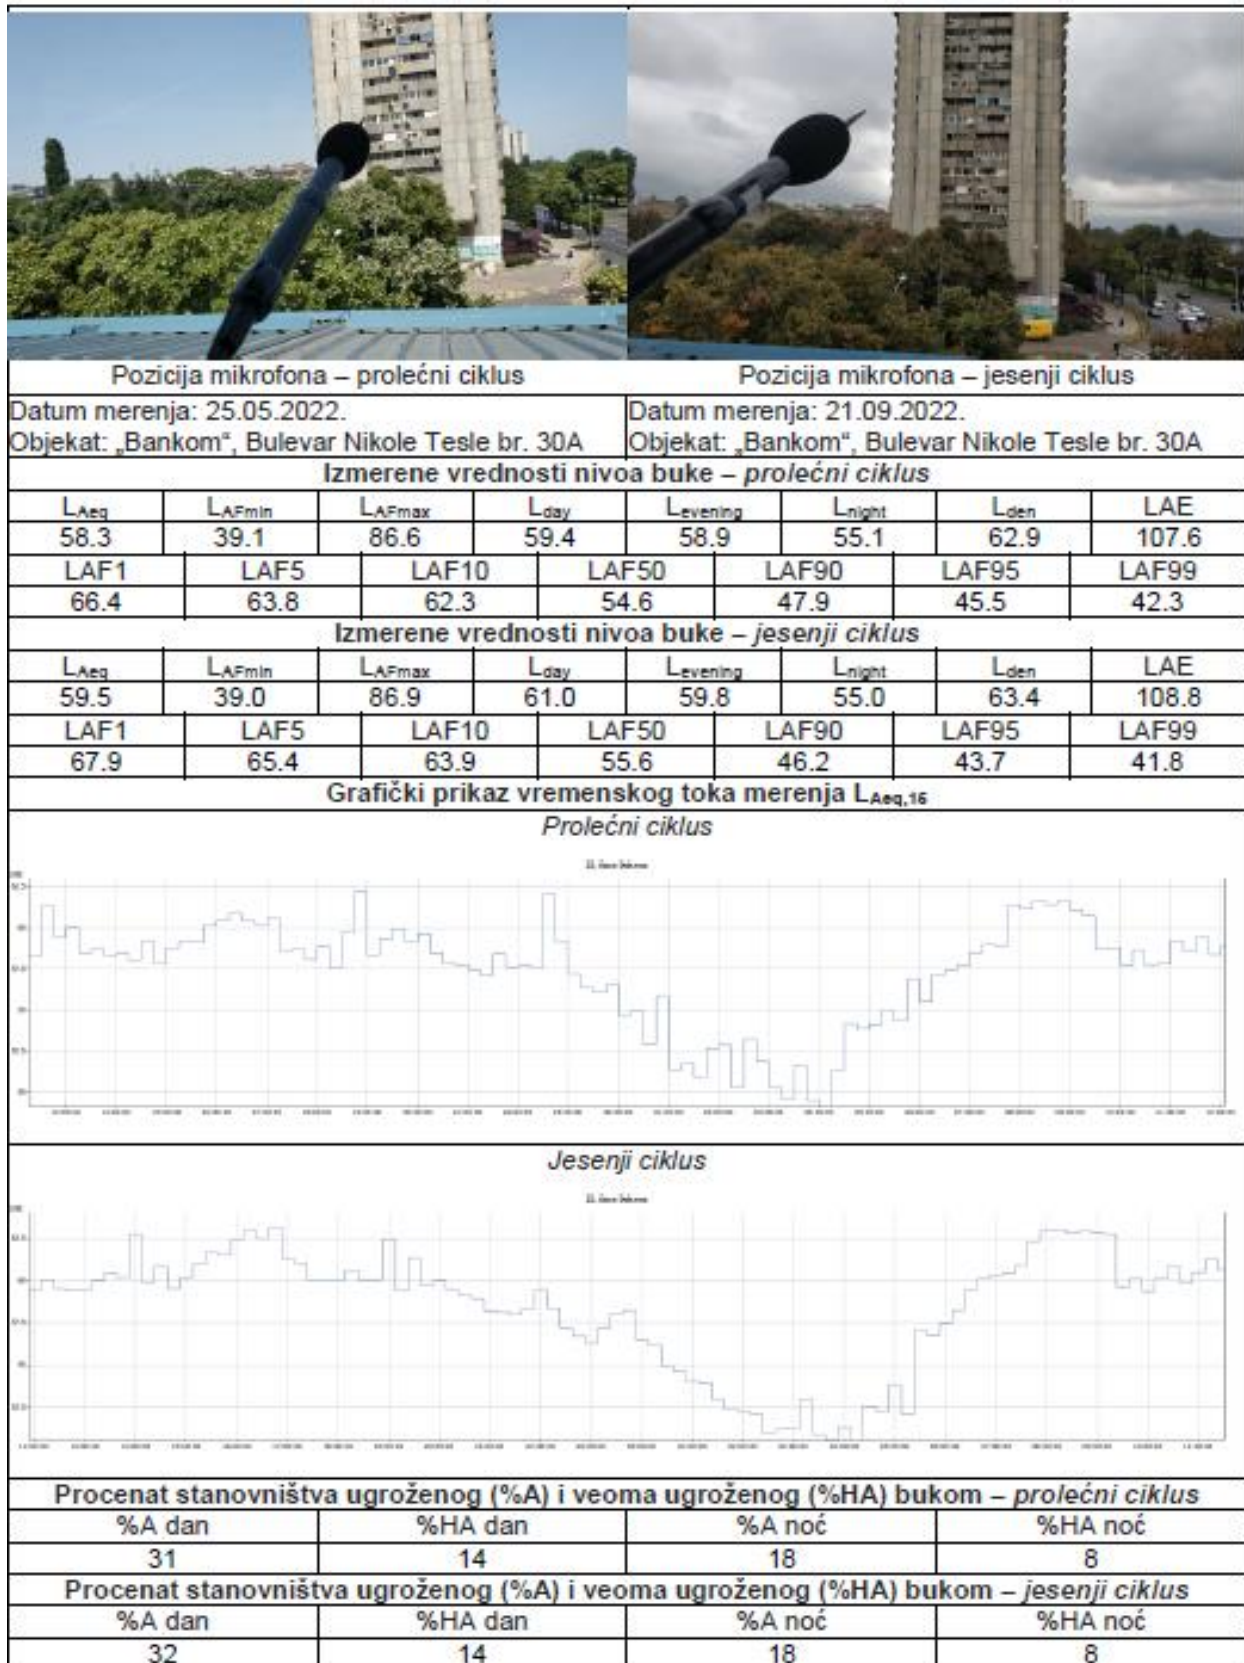 Pozicija mikrofona – prolećni ciklus
Pozicija mikrofona – jesenji ciklus
Datum merenja: 25.05.2022.
Objekat: „Bankom“, Bulevar Nikole Tesle br. 30A
Datum merenja: 21.09.2022.
Objekat: „Bankom“, Bulevar Nikole Tesle br. 30A
Izmerene vrednosti nivoa buke – prolećni ciklus
LAeq LAFmin LAFmax Lday Levening Lnight Lden LAE
58.3 39.1 86.6 59.4 58.9 55.1 62.9 107.6
LAF1 LAF5 LAF10 LAF50 LAF90 LAF95 LAF99
66.4 63.8 62.3 54.6 47.9 45.5 42.3
Izmerene vrednosti nivoa buke – jesenji ciklus
LAeq LAFmin LAFmax Lday Levening Lnight Lden LAE
59.5 39.0 86.9 61.0 59.8 55.0 63.4 108.8
LAF1 LAF5 LAF10 LAF50 LAF90 LAF95 LAF99
67.9 65.4 63.9 55.6 46.2 43.7 41.8
Grafički prikaz vremenskog toka merenja LAeq,15
Prolećni ciklus
Jesenji ciklus
Procenat stanovništva ugroženog (%A) i veoma ugroženog (%HA) bukom – prolećni ciklus
%A dan %HA dan %A noć %HA noć
31 14 18 8
Procenat stanovništva ugroženog (%A) i veoma ugroženog (%HA) bukom – jesenji ciklus
%A dan %HA dan %A noć %HA noć
32 14 18 8